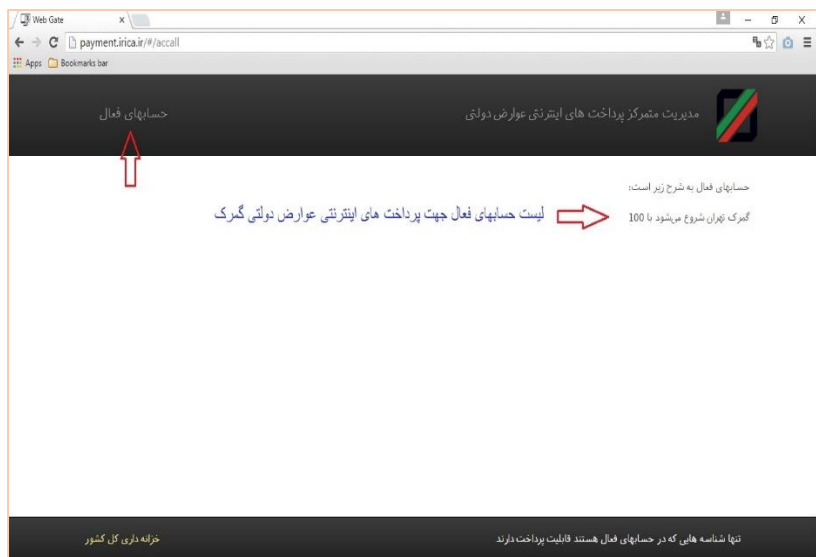 Web Gate
payment.irica.ir/#/accall
Apps Bookmarks bar
مدیریت متمرکز پرداخت های اینترنتی عوارض دولتی
حسابهای فعال
حسابهای فعال به شرح زیر است:
گمرک تهران شروع می‌شود با 100
لیست حسابهای فعال جهت پرداخت های اینترنتی عوارض دولتی گمرک
تنها شناسه هایی که در حسابهای فعال هستند قابلیت پرداخت دارند
خزانه داری کل کشور